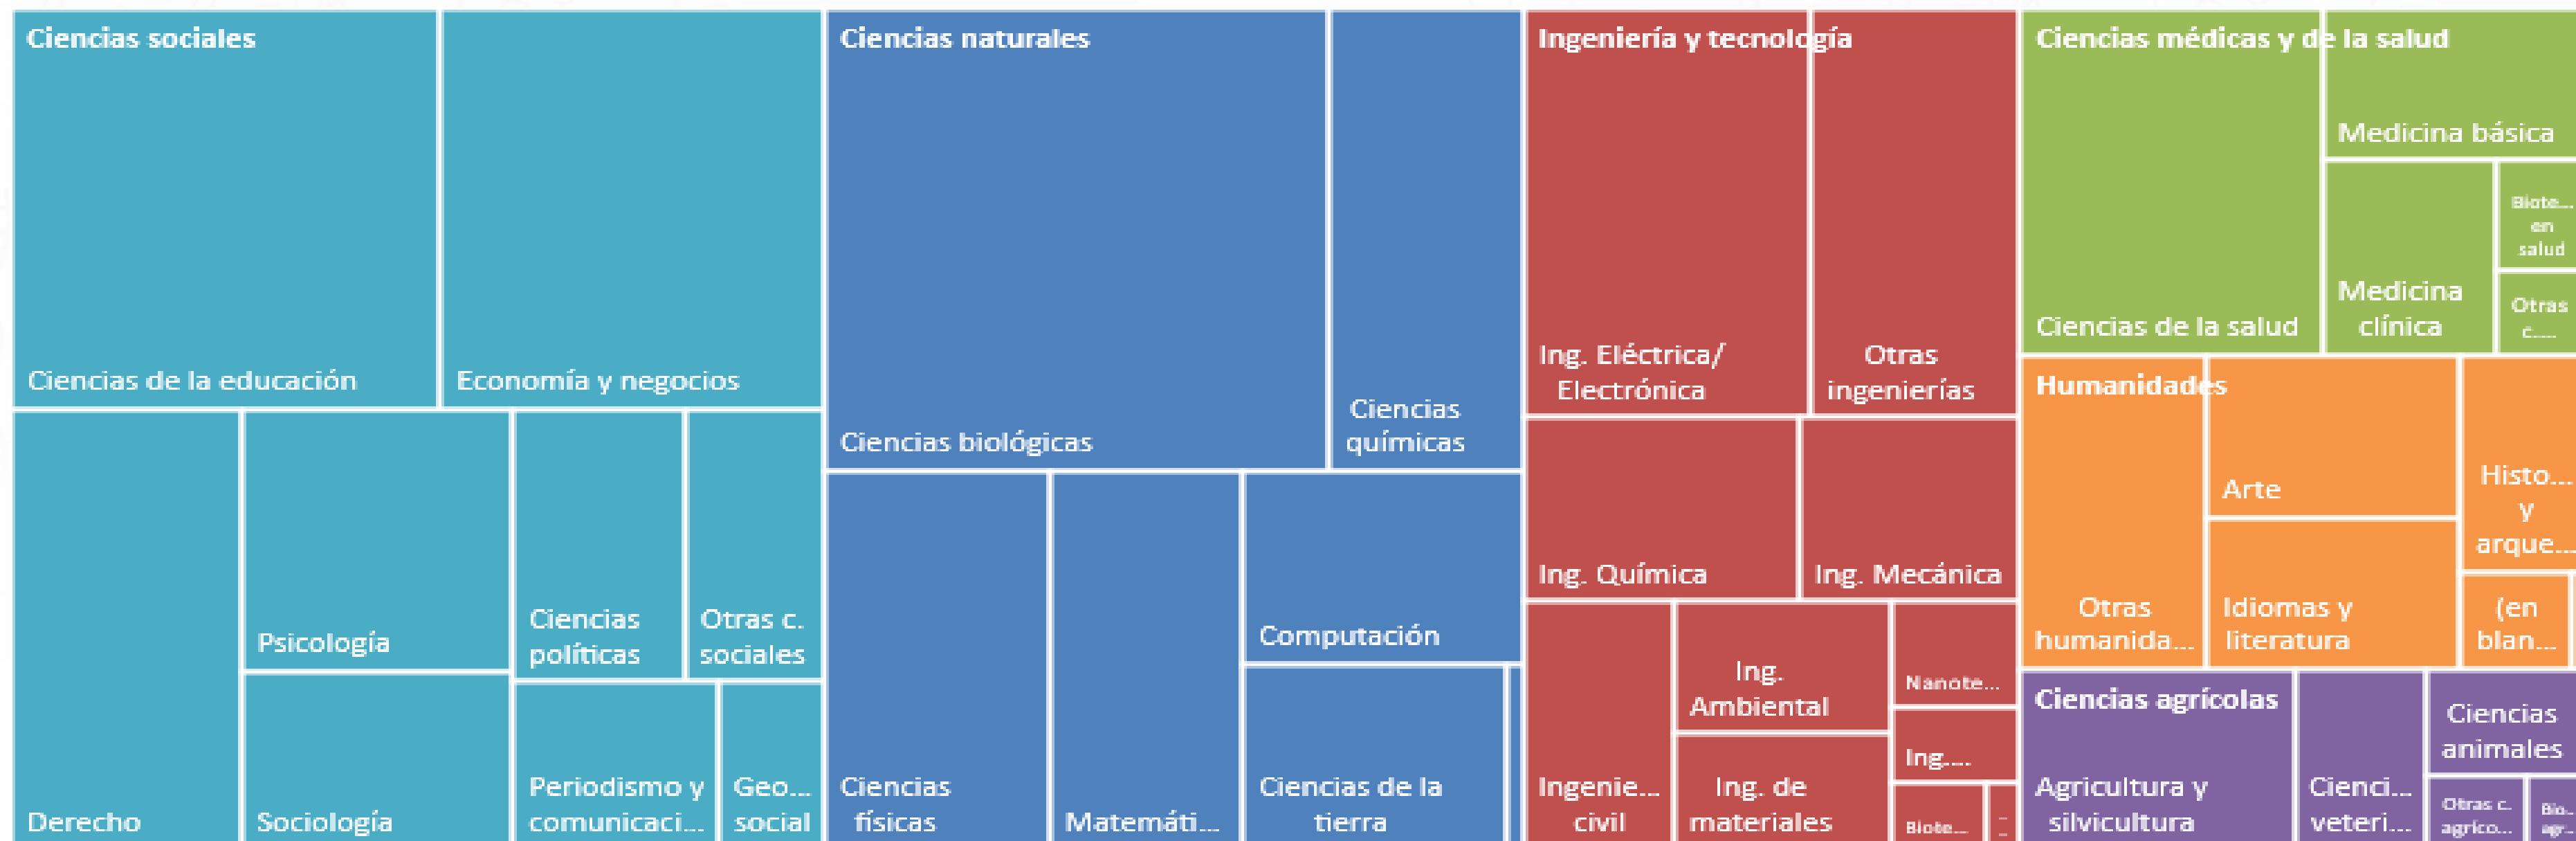 Ciencias sociales
Ciencias de la educación
Economía y negocios
Derecho
Psicología
Sociología
Ciencias
políticas
Otras c.
sociales
Periodismo y
comunicaci...
Geo...
social
Ciencias naturales
Ciencias biológicas
Ciencias
químicas
Ciencias
físicas
Matemáti...
Computación
Ciencias de la
tierra
Ingeniería y tecnología
Ing. Eléctrica/
Electrónica
Otras
ingenierías
Ing. Química
Ing. Mecánica
Ingenie...
civil
Ing.
Ambiental
Ing. de
materiales
Nanote...
Ing....
Biote...
Ciencias médicas y de la salud
Ciencias de la salud
Medicina básica
Medicina
clínica
Biote...
en
salud
Otras
c....
Humanidades
Otras
humanida...
Arte
Idiomas y
literatura
Histo...
y
arque...
(en
blan...
Ciencias agrícolas
Agricultura y
silvicultura
Cienci...
veteri...
Ciencias
animales
Otras c.
agríco...
Bio...
agr...